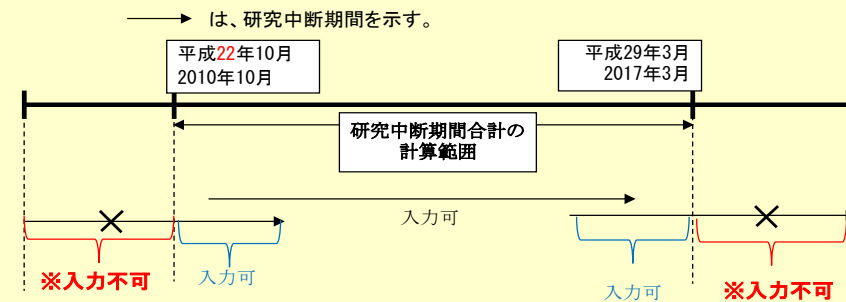 は、研究中断期間を示す。
平成22年10月
2010年10月
平成29年3月
2017年3月
研究中断期間合計の
計算範囲
入力可
※入力不可
入力可
入力可
※入力不可